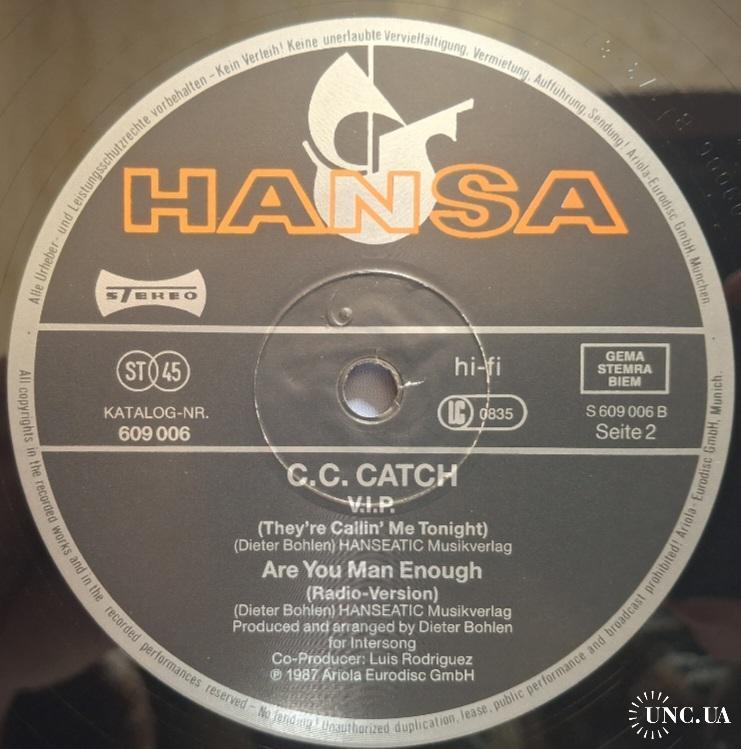 Alle Urheber- und Leistungsschutzrechte vorbehalten – Kein Verleih! Keine unerlaubte Vervielfältigung, Vermietung, Aufführung, Sendung! Ariola-Eurodisc GmbH, München.
HANSA
STEREO
ST 45
KATALOG-NR.
609 006
hi-fi
LC 0835
GEMA
STEMRA
BIEM
S 609 006 B
Seite 2
C.C. CATCH
V.I.P.
(They're Callin' Me Tonight)
(Dieter Bohlen) HANSEATIC Musikverlag
Are You Man Enough
(Radio-Version)
(Dieter Bohlen) HANSEATIC Musikverlag
Produced and arranged by Dieter Bohlen
for Intersong
Co-Producer: Luis Rodriguez
℗ 1987 Ariola Eurodisc GmbH
All copyrights in the recorded works and in the recorded performances reserved – No lending! Unauthorized duplication, lease, public performance and broadcast prohibited! Ariola-Eurodisc GmbH, Munich.
UNC.UA